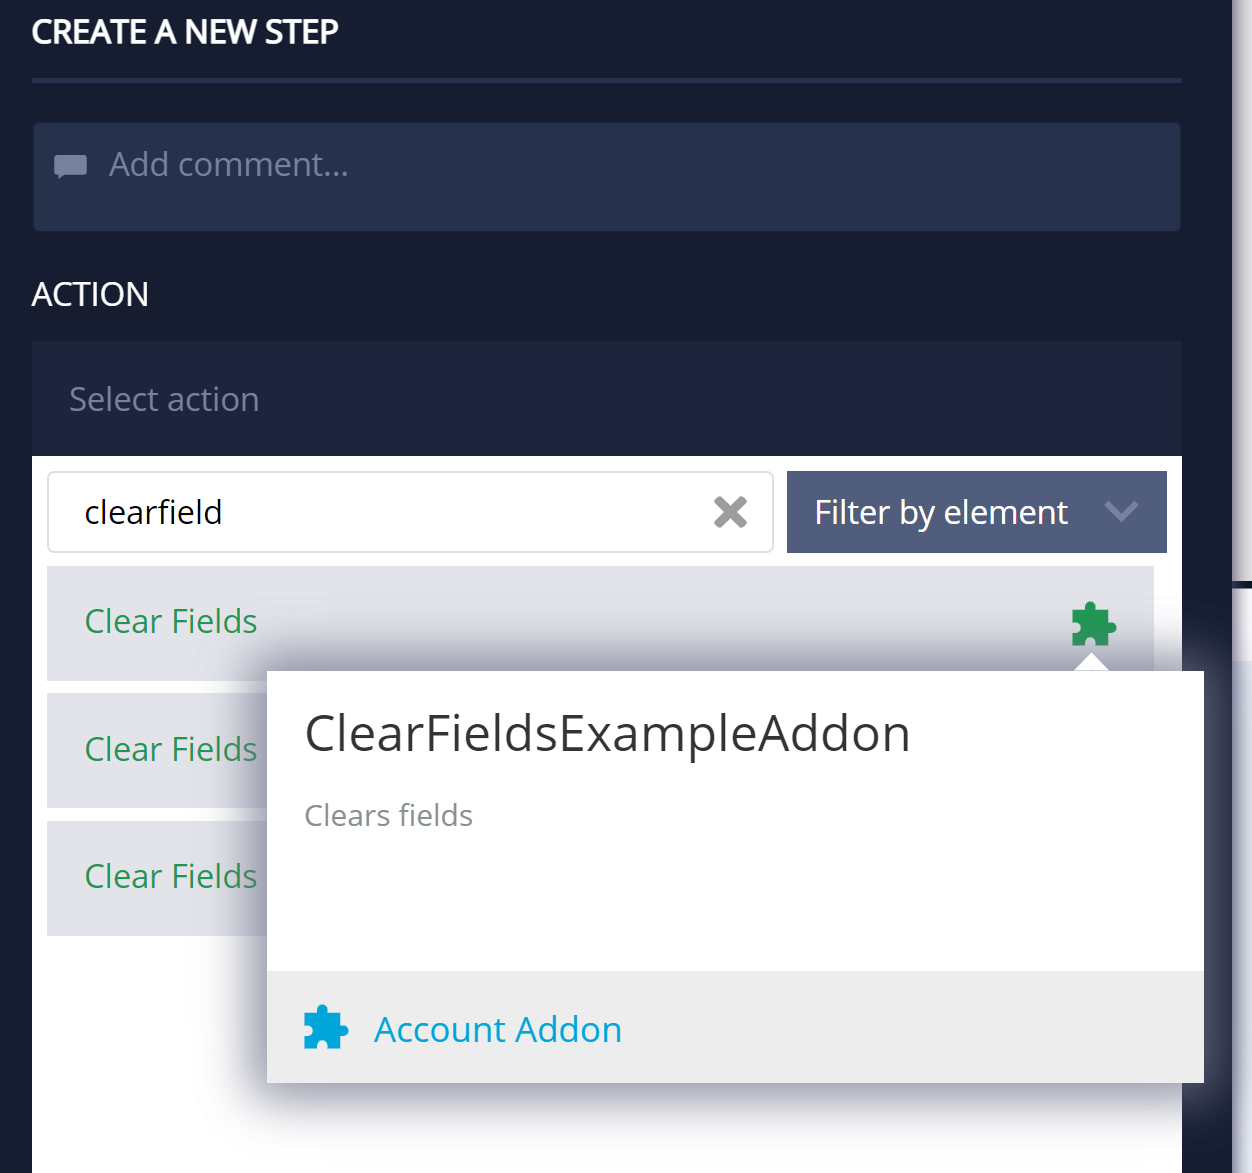 CREATE A NEW STEP
Add comment...
ACTION
Select action
clearfield
Filter by element
Clear Fields
ClearFieldsExampleAddon
Clear Fields
Clears fields
Clear Fields
Account Addon